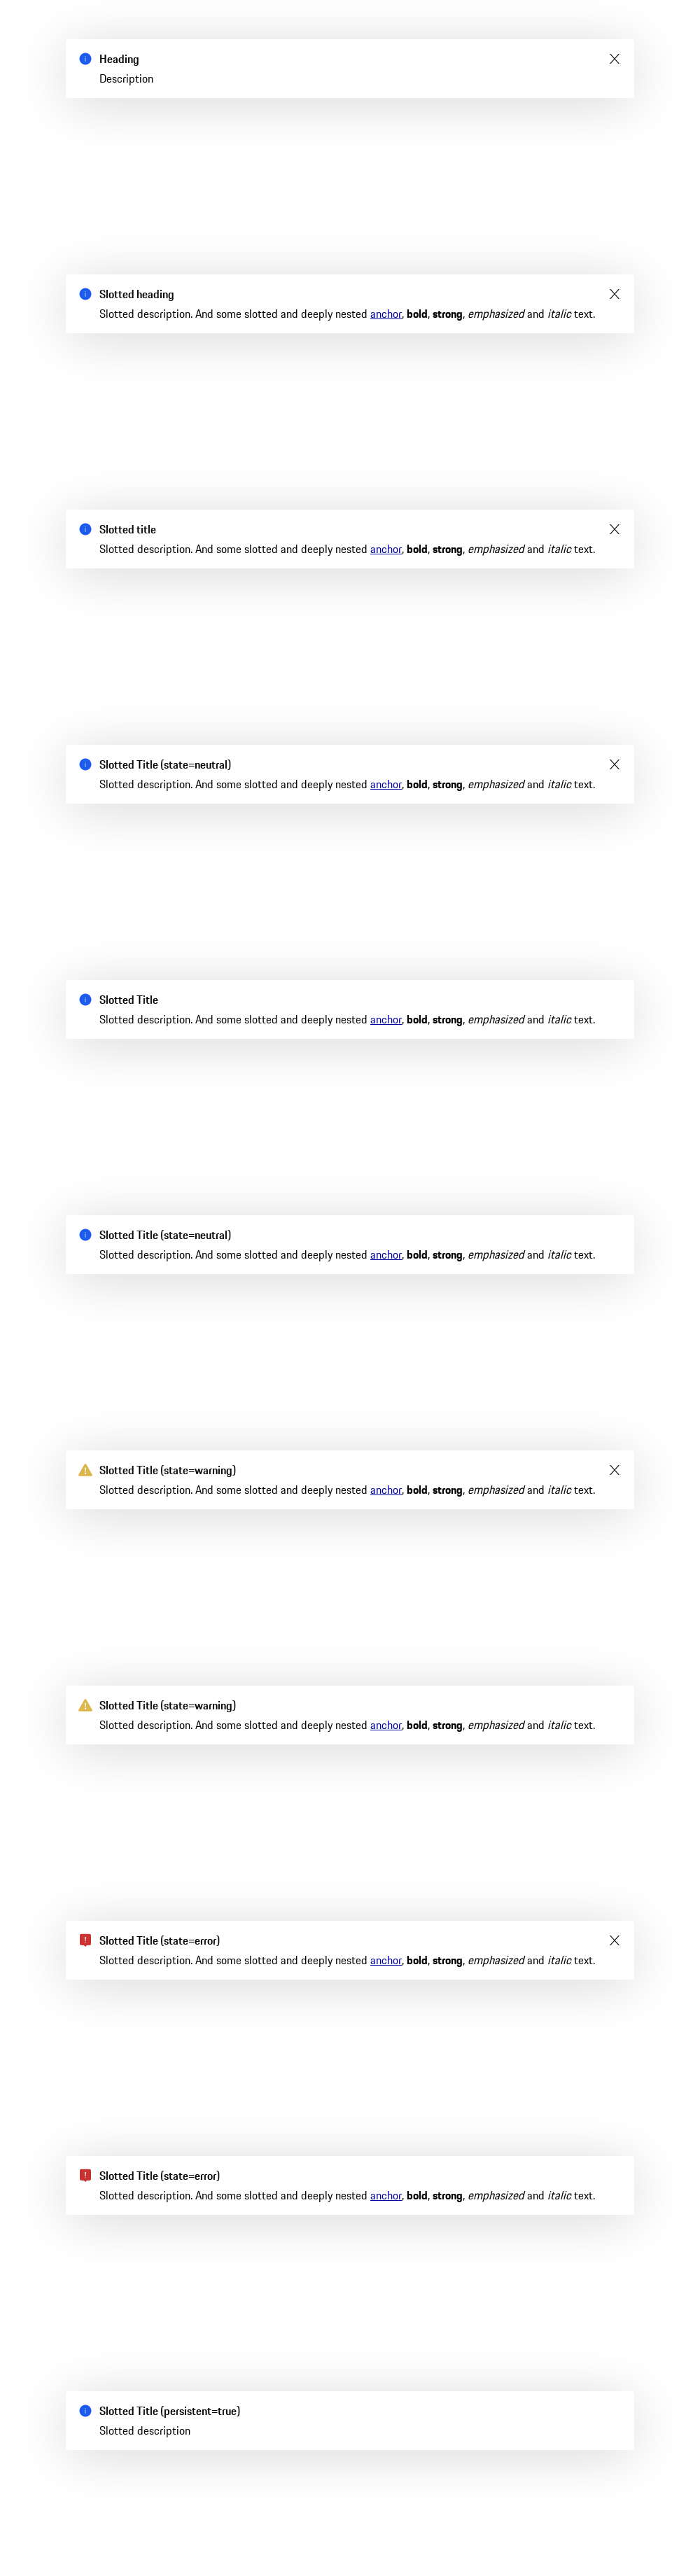 Heading
Description
Slotted heading
Slotted description. And some slotted and deeply nested anchor, bold, strong, emphasized and italic text.
Slotted title
Slotted description. And some slotted and deeply nested anchor, bold, strong, emphasized and italic text.
Slotted Title (state=neutral)
Slotted description. And some slotted and deeply nested anchor, bold, strong, emphasized and italic text.
Slotted Title
Slotted description. And some slotted and deeply nested anchor, bold, strong, emphasized and italic text.
Slotted Title (state=neutral)
Slotted description. And some slotted and deeply nested anchor, bold, strong, emphasized and italic text.
Slotted Title (state=warning)
Slotted description. And some slotted and deeply nested anchor, bold, strong, emphasized and italic text.
Slotted Title (state=warning)
Slotted description. And some slotted and deeply nested anchor, bold, strong, emphasized and italic text.
Slotted Title (state=error)
Slotted description. And some slotted and deeply nested anchor, bold, strong, emphasized and italic text.
Slotted Title (state=error)
Slotted description. And some slotted and deeply nested anchor, bold, strong, emphasized and italic text.
Slotted Title (persistent=true)
Slotted description